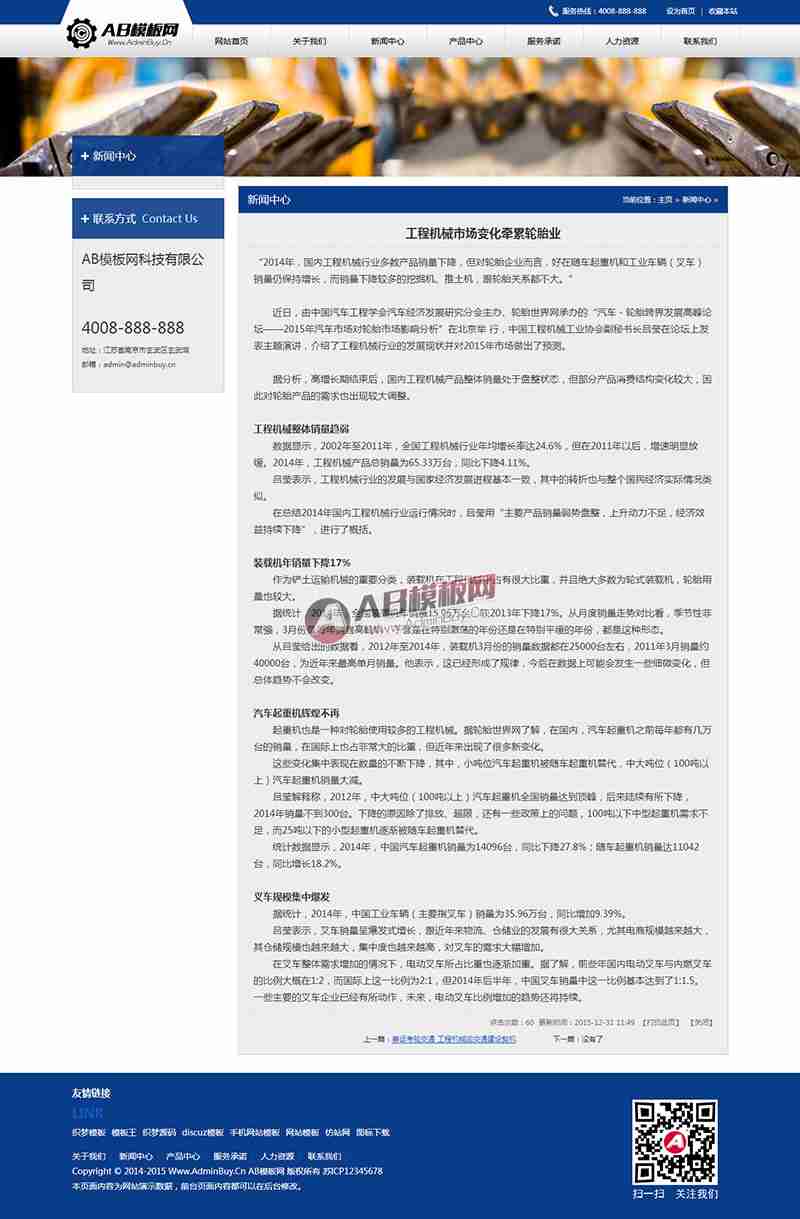 服务热线：4008-888-888 设为首页 | 收藏本站
AB模板网
Www.AdminBuy.Cn
网站首页 关于我们 新闻中心 产品中心 服务承诺 人力资源 联系我们
+ 新闻中心
+ 联系方式 Contact Us
AB模板网科技有限公
司
4008-888-888
地址：江苏省南京市玄武区玄武湖
邮箱：admin@adminbuy.cn
新闻中心 当前位置：主页 > 新闻中心 >
工程机械市场变化牵累轮胎业
“2014年，国内工程机械行业多数产品销量下降，但对轮胎企业而言，好在随车起重机和工业车辆（叉车）
销量仍保持增长，而销量下降较多的挖掘机、推土机，跟轮胎关系都不大。”
近日，由中国汽车工程学会汽车经济发展研究分会主办、轮胎世界网承办的“汽车·轮胎跨界发展高峰论
坛——2015年汽车市场对轮胎市场影响分析”在北京举 行，中国工程机械工业协会副秘书长吕莹在论坛上发
表主题演讲，介绍了工程机械行业的发展现状并对2015年市场做出了预测。
据分析，高增长期结束后，国内工程机械产品整体销量处于盘整状态，但部分产品消费结构变化较大，因
此对轮胎产品的需求也出现较大调整。
工程机械整体销量趋弱
数据显示，2002年至2011年，全国工程机械行业年均增长率达24.6%，但在2011年以后，增速明显放
缓。2014年，工程机械产品总销量为65.33万台，同比下降4.11%。
吕莹表示，工程机械行业的发展与国家经济发展进程基本一致，其中的转折也与整个国民经济实际情况类
似。
在总结2014年国内工程机械行业运行情况时，吕莹用“主要产品销量弱势盘整，上升动力不足，经济效
益持续下降”，进行了概括。
装载机年销量下降17%
作为铲土运输机械的重要分类，装载机在工程机械中占有很大比重，并且绝大多数为轮式装载机，轮胎用
量也较大。
AB模板网
www.AdminBuy.Cn
据统计，2014年，全国装载机年销量15.06万台，较2013年下降17%。从月度销量走势对比看，季节性非
常强，3月份 在特别激荡的年份还是在特别平缓的年份，都是这种形态。
从吕莹给出的数据看，2012年至2014年，装载机3月份的销量数据都在25000台左右，2011年3月销量约
40000台，为近年来最高单月销量。他表示，这已经形成了规律，今后在数据上可能会发生一些细微变化，但
总体趋势不会改变。
汽车起重机辉煌不再
起重机也是一种对轮胎使用较多的工程机械。据轮胎世界网了解，在国内，汽车起重机之前每年都有几万
台的销量，在国际上也占非常大的比重，但近年来出现了很多新变化。
这些变化集中表现在数量的不断下降，其中，小吨位汽车起重机被随车起重机替代，中大吨位（100吨以
上）汽车起重机销量大减。
吕莹解释称，2012年，中大吨位（100吨以上）汽车起重机全国销量达到顶峰，后来陆续有所下降，
2014年销量不到300台。下降的原因除了排放、超限，还有一些政策上的问题，100吨以下中型起重机需求不
足，而25吨以下的小型起重机逐渐被随车起重机替代。
统计数据显示，2014年，中国汽车起重机销量为14096台，同比下降27.8%；随车起重机销量达11042
台，同比增长18.2%。
叉车规模集中爆发
据统计，2014年，中国工业车辆（主要指叉车）销量为35.96万台，同比增加9.39%。
吕莹表示，叉车销量呈爆发式增长，跟近年来物流、仓储业的发展有很大关系，尤其电商规模越来越大，
其仓储规模也越来越大，集中度也越来越高，对叉车的需求大幅增加。
在叉车整体需求增加的情况下，电动叉车所占比重也逐渐加重。据了解，前些年国内电动叉车与内燃叉车
的比例大概在1:2，而国际上这一比例为2:1，但2014年后半年，中国叉车销量中这一比例基本达到了1:1.5。
一些主要的叉车企业已经有所动作，未来，电动叉车比例增加的趋势还将持续。
点击次数：60 更新时间：2015-12-31 11:49 【打印此页】 【关闭】
上一篇： 下一篇：没有了
友情链接
LINK
织梦模板 模板王 织梦源码 discuz模板 手机网站模板 网站模板 仿站网 图标下载
关于我们 新闻中心 产品中心 服务承诺 人力资源 联系我们
Copyright © 2014-2015 Www.AdminBuy.Cn AB模板网 版权所有 苏ICP12345678
本页面内容为网站演示数据，前台页面内容都可以在后台修改。
扫一扫 关注我们